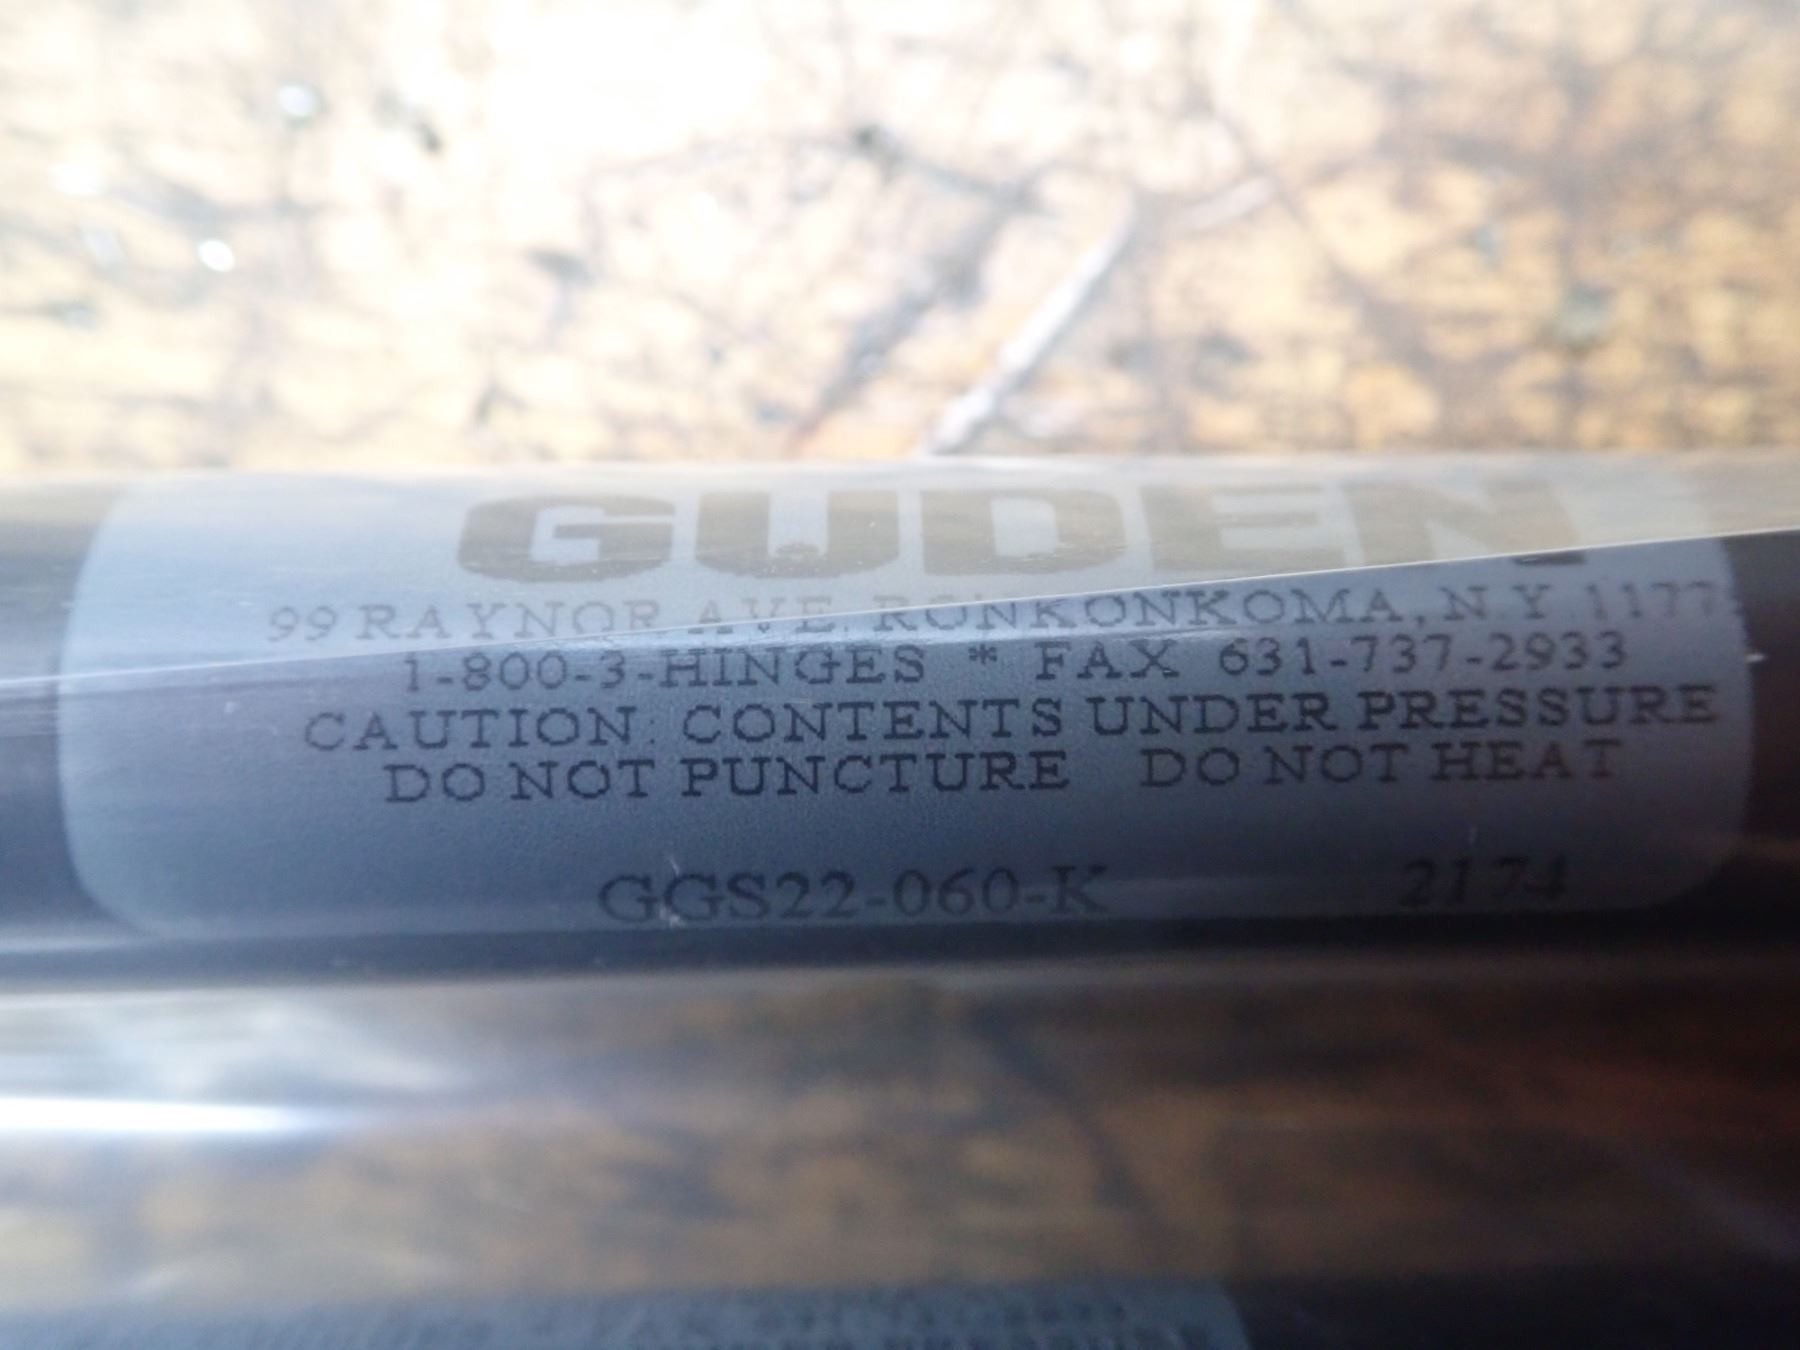 GUDEN
99 RAYNOR AVE. RONKONKOMA, N Y 1177
1-800-3-HINGES * FAX 631-737-2933
CAUTION: CONTENTS UNDER PRESSURE
DO NOT PUNCTURE DO NOT HEAT
GGS22-060-K 2174